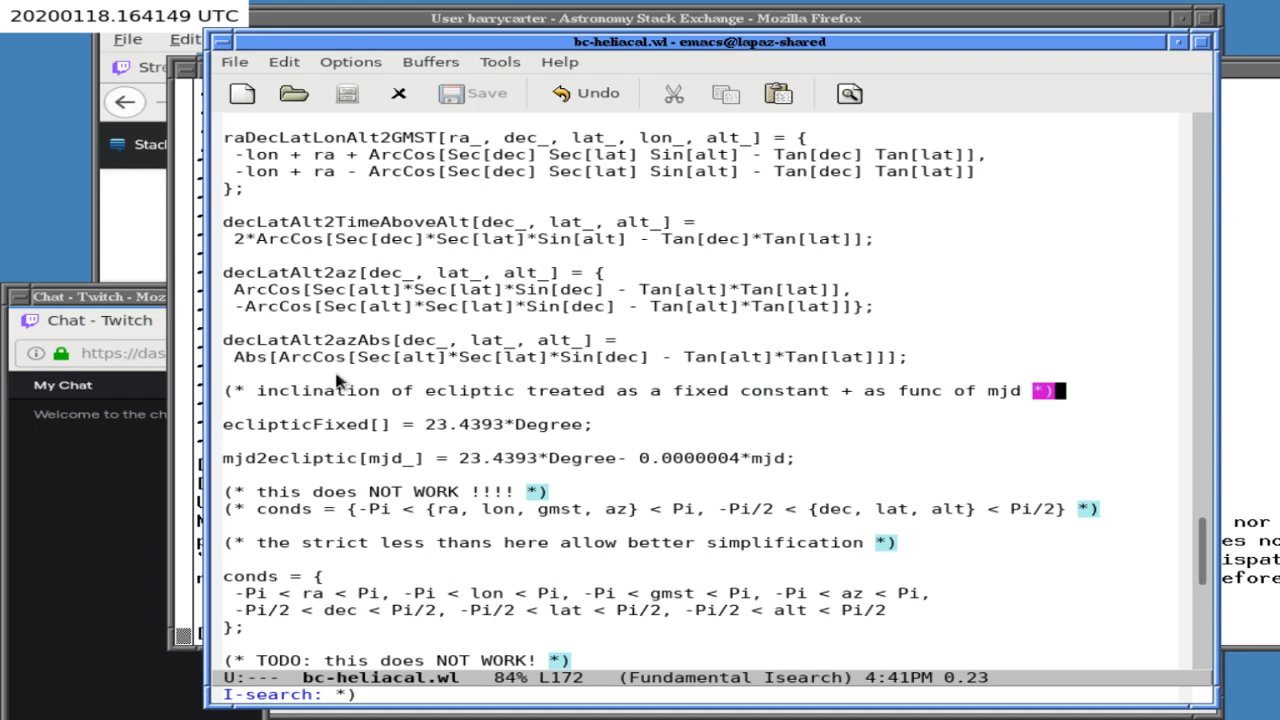 20200118.164149 UTC
User barrycarter - Astronomy Stack Exchange - Mozilla Firefox
File Edit
bc-heliacal.wl - emacs@lapaz-shared
File Edit Options Buffers Tools Help
Save Undo
raDecLatLonAlt2GMST[ra_, dec_, lat_, lon_, alt_] = {
-lon + ra + ArcCos[Sec[dec] Sec[lat] Sin[alt] - Tan[dec] Tan[lat]],
-lon + ra - ArcCos[Sec[dec] Sec[lat] Sin[alt] - Tan[dec] Tan[lat]]
};
decLatAlt2TimeAboveAlt[dec_, lat_, alt_] =
2*ArcCos[Sec[dec]*Sec[lat]*Sin[alt] - Tan[dec]*Tan[lat]];
decLatAlt2az[dec_, lat_, alt_] = {
ArcCos[Sec[alt]*Sec[lat]*Sin[dec] - Tan[alt]*Tan[lat]],
-ArcCos[Sec[alt]*Sec[lat]*Sin[dec] - Tan[alt]*Tan[lat]]};
decLatAlt2azAbs[dec_, lat_, alt_] =
Abs[ArcCos[Sec[alt]*Sec[lat]*Sin[dec] - Tan[alt]*Tan[lat]]];
(* inclination of ecliptic treated as a fixed constant + as func of mjd *)
eclipticFixed[] = 23.4393*Degree;
mjd2ecliptic[mjd_] = 23.4393*Degree- 0.0000004*mjd;
(* this does NOT WORK !!!! *)
(* conds = {-Pi < {ra, lon, gmst, az} < Pi, -Pi/2 < {dec, lat, alt} < Pi/2} *)
(* the strict less thans here allow better simplification *)
conds = {
-Pi < ra < Pi, -Pi < lon < Pi, -Pi < gmst < Pi, -Pi < az < Pi,
-Pi/2 < dec < Pi/2, -Pi/2 < lat < Pi/2, -Pi/2 < alt < Pi/2
};
(* TODO: this does NOT WORK! *)
U:--- bc-heliacal.wl 84% L172 (Fundamental Isearch) 4:41PM 0.23
I-search: *)
Stre
Stack
Chat - Twitch - Moz
Chat - Twitch
https://das
My Chat
Welcome to the ch
nor
es no
ispat
efore